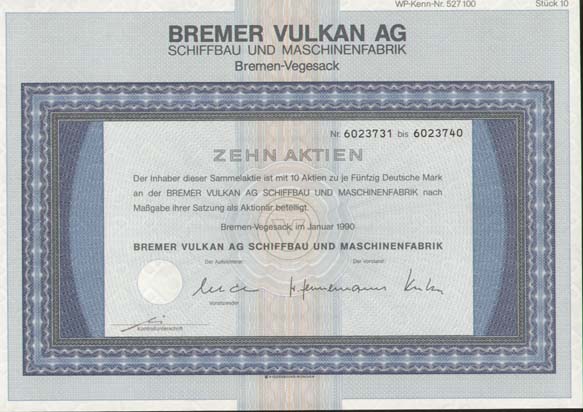 WP-Kenn-Nr. 527 100 Stück 10
BREMER VULKAN AG
SCHIFFBAU UND MASCHINENFABRIK
Bremen-Vegesack
Nr. 6023731 bis 6023740
ZEHN AKTIEN
Der Inhaber dieser Sammelaktie ist mit 10 Aktien zu je Fünfzig Deutsche Mark
an der BREMER VULKAN AG SCHIFFBAU UND MASCHINENFABRIK nach
Maßgabe ihrer Satzung als Aktionär beteiligt.
Bremen-Vegesack, im Januar 1990
BREMER VULKAN AG SCHIFFBAU UND MASCHINENFABRIK
Der Aufsichtsrat Der Vorstand
Vorsitzender
Kontrollunterschrift